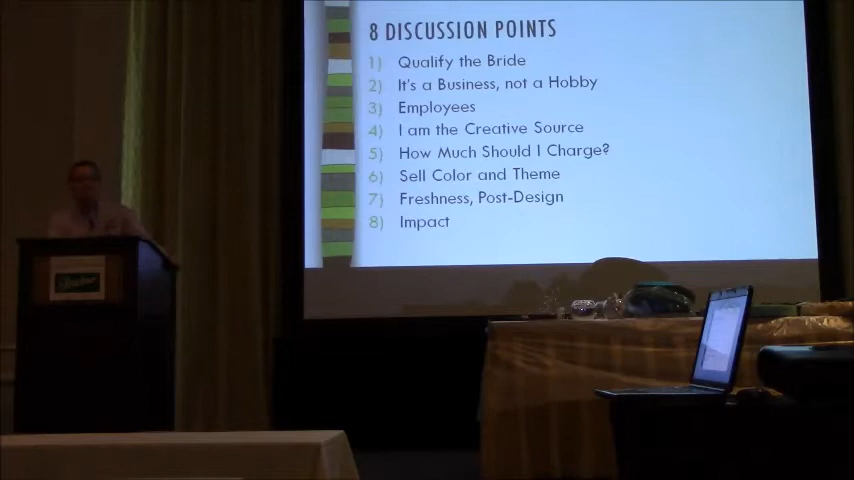 8 DISCUSSION POINTS
1) Qualify the Bride
2) It's a Business, not a Hobby
3) Employees
4) I am the Creative Source
5) How Much Should I Charge?
6) Sell Color and Theme
7) Freshness, Post-Design
8) Impact